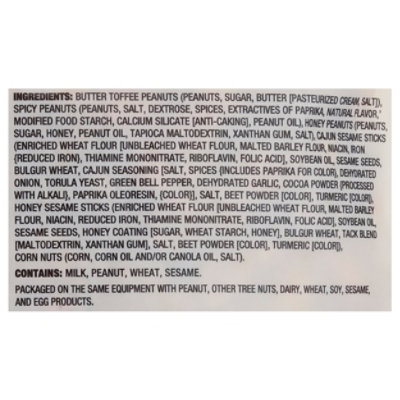 INGREDIENTS: BUTTER TOFFEE PEANUTS (PEANUTS, SUGAR, BUTTER [PASTEURIZED CREAM, SALT]),
SPICY PEANUTS (PEANUTS, SALT, DEXTROSE, SPICES, EXTRACTIVES OF PAPRIKA, NATURAL FLAVOR,
MODIFIED FOOD STARCH, CALCIUM SILICATE [ANTI-CAKING], PEANUT OIL), HONEY PEANUTS (PEANUTS,
SUGAR, HONEY, PEANUT OIL, TAPIOCA MALTODEXTRIN, XANTHAN GUM, SALT), CAJUN SESAME STICKS
(ENRICHED WHEAT FLOUR [UNBLEACHED WHEAT FLOUR, MALTED BARLEY FLOUR, NIACIN, IRON
(REDUCED IRON), THIAMINE MONONITRATE, RIBOFLAVIN, FOLIC ACID], SOYBEAN OIL, SESAME SEEDS,
BULGUR WHEAT, CAJUN SEASONING [SALT, SPICES (INCLUDES PAPRIKA FOR COLOR), DEHYDRATED
ONION, TORULA YEAST, GREEN BELL PEPPER, DEHYDRATED GARLIC, COCOA POWDER (PROCESSED
WITH ALKALI), PAPRIKA OLEORESIN, (COLOR)], SALT, BEET POWDER [COLOR], TURMERIC [COLOR]),
HONEY SESAME STICKS (ENRICHED WHEAT FLOUR [UNBLEACHED WHEAT FLOUR, MALTED BARLEY
FLOUR, NIACIN, REDUCED IRON, THIAMINE MONONITRATE, RIBOFLAVIN, FOLIC ACID], SOYBEAN OIL,
SESAME SEEDS, HONEY COATING [SUGAR, WHEAT STARCH, HONEY], BULGUR WHEAT, TACK BLEND
[MALTODEXTRIN, XANTHAN GUM], SALT, BEET POWDER [COLOR], TURMERIC [COLOR]),
CORN NUTS (CORN, CORN OIL AND/OR CANOLA OIL, SALT).
CONTAINS: MILK, PEANUT, WHEAT, SESAME.
PACKAGED ON THE SAME EQUIPMENT WITH PEANUT, OTHER TREE NUTS, DAIRY, WHEAT, SOY, SESAME,
AND EGG PRODUCTS.